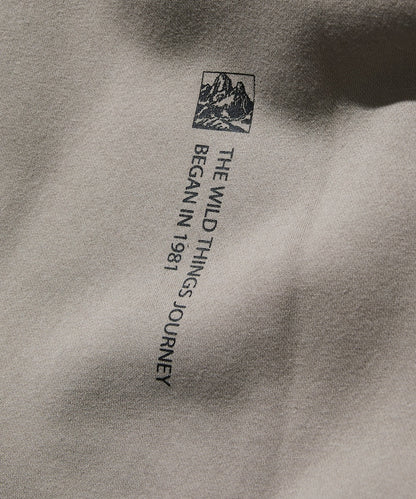 THE WILD THINGS JOURNEY
BEGAN IN 1981